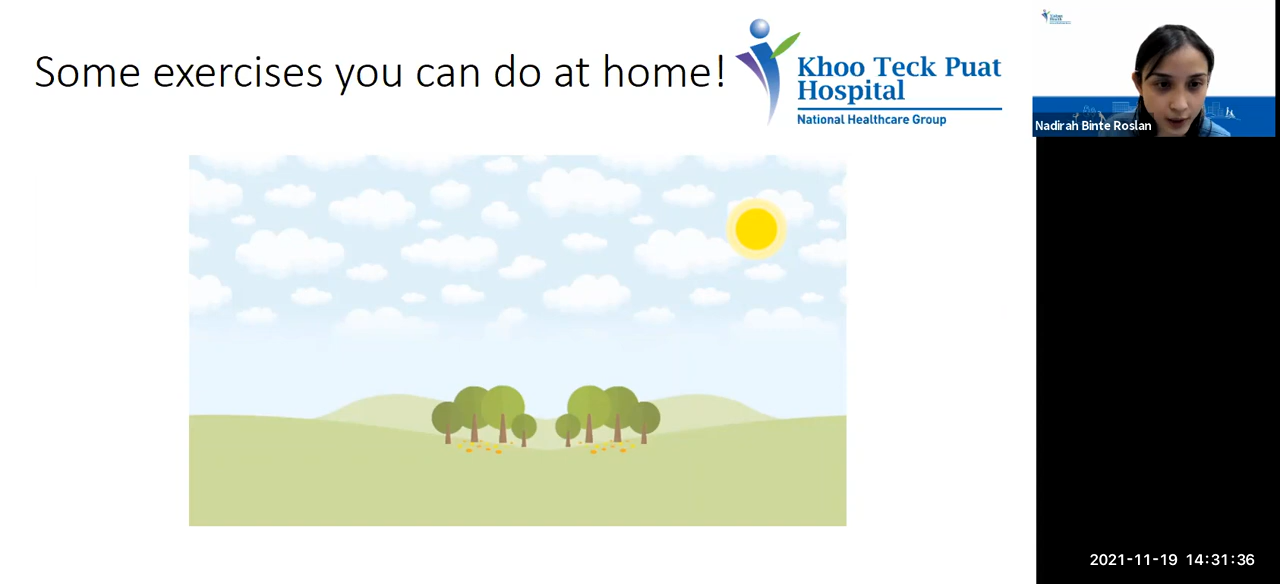 Some exercises you can do at home!
Khoo Teck Puat
Hospital
National Healthcare Group
Nadirah Binte Roslan
2021-11-19 14:31:36